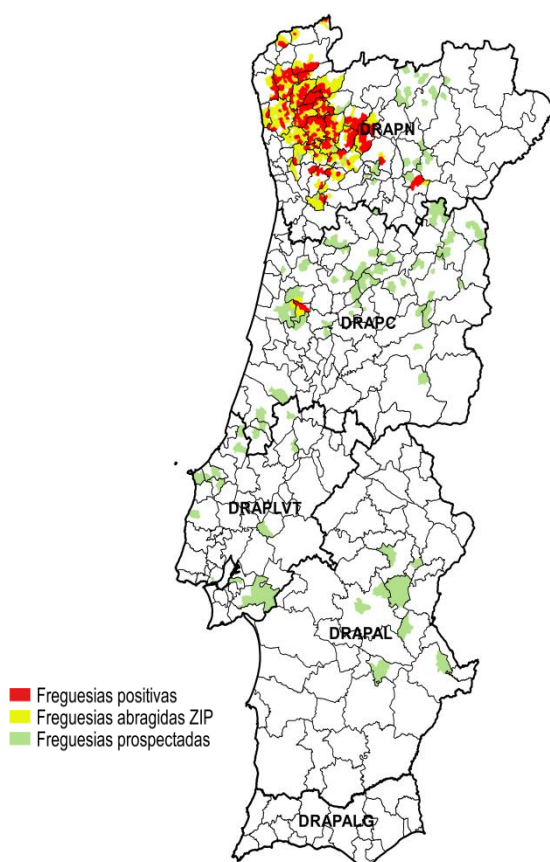 DRAPN
DRAPC
DRAPLVT
DRAPAL
Freguesias positivas
Freguesias abragidas ZIP
Freguesias prospectadas
DRAPALG